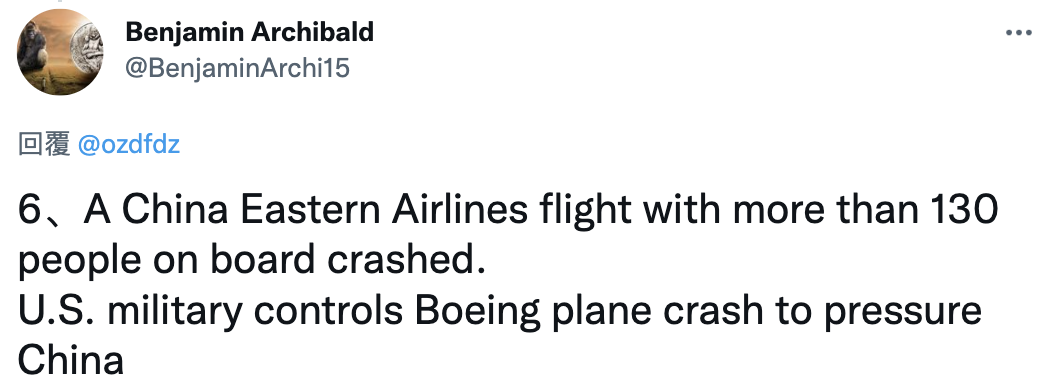 Benjamin Archibald
@BenjaminArchi15
回覆 @ozdfdz
6、A China Eastern Airlines flight with more than 130
people on board crashed.
U.S. military controls Boeing plane crash to pressure
China